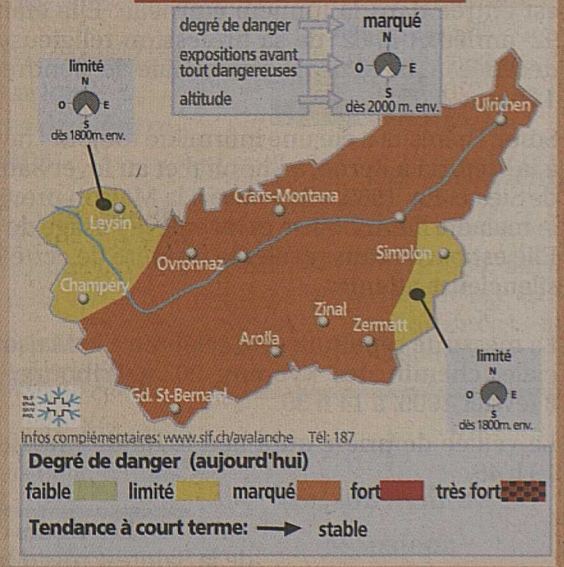 degré de danger
marqué
N
expositions avant
tout dangereuses
O E
S
altitude
dès 2000 m. env.
limité
N
O E
S
dès 1800m. env.
Ulrichen
Crans-Montana
Leysin
Simplon
Ovronnaz
Champéry
Zinal
Zermatt
Arolla
Gd. St-Bernard
limité
N
O E
S
dès 1800m. env.
Infos complémentaires: www.slf.ch/avalanche Tél: 187
Degré de danger (aujourd'hui)
faible limité marqué fort très fort
Tendance à court terme: stable